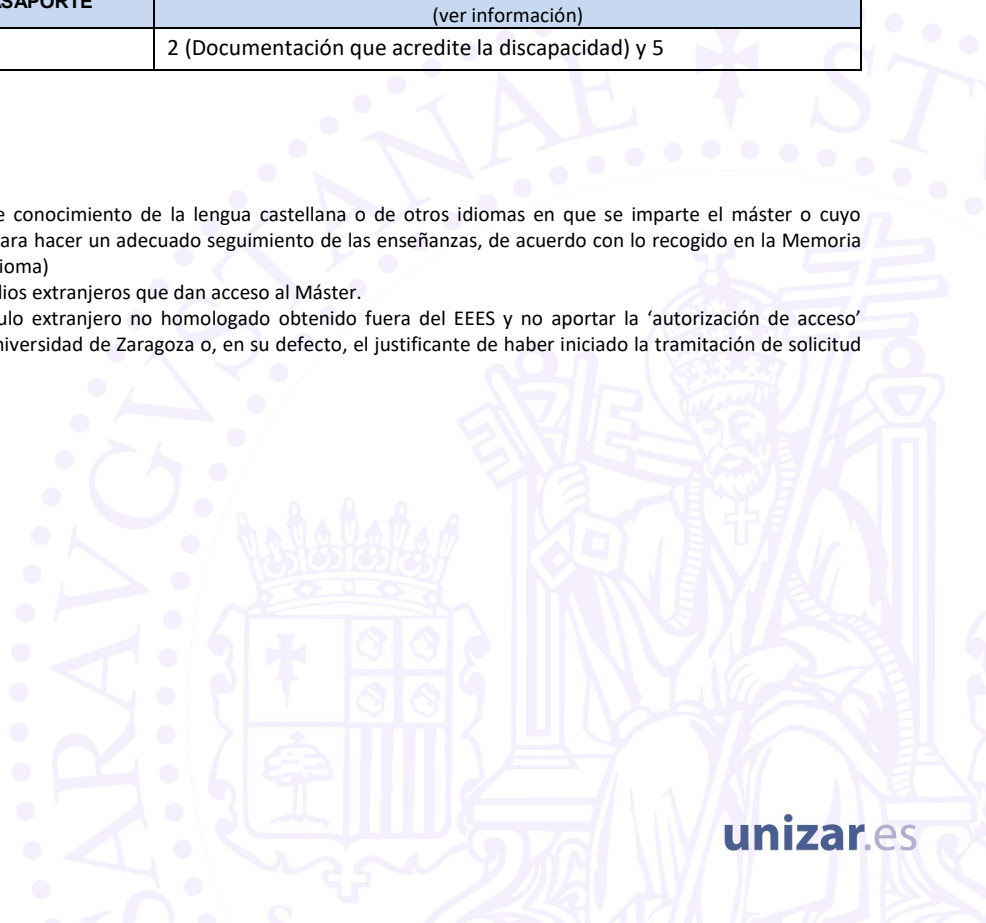 ASAPORTE
(ver información)
2 (Documentación que acredite la discapacidad) y 5
e conocimiento de la lengua castellana o de otros idiomas en que se imparte el máster o cuyo
ara hacer un adecuado seguimiento de las enseñanzas, de acuerdo con lo recogido en la Memoria
ioma)
lios extranjeros que dan acceso al Máster.
ulo extranjero no homologado obtenido fuera del EEES y no aportar la ‘autorización de acceso’
niversidad de Zaragoza o, en su defecto, el justificante de haber iniciado la tramitación de solicitud
unizar.es